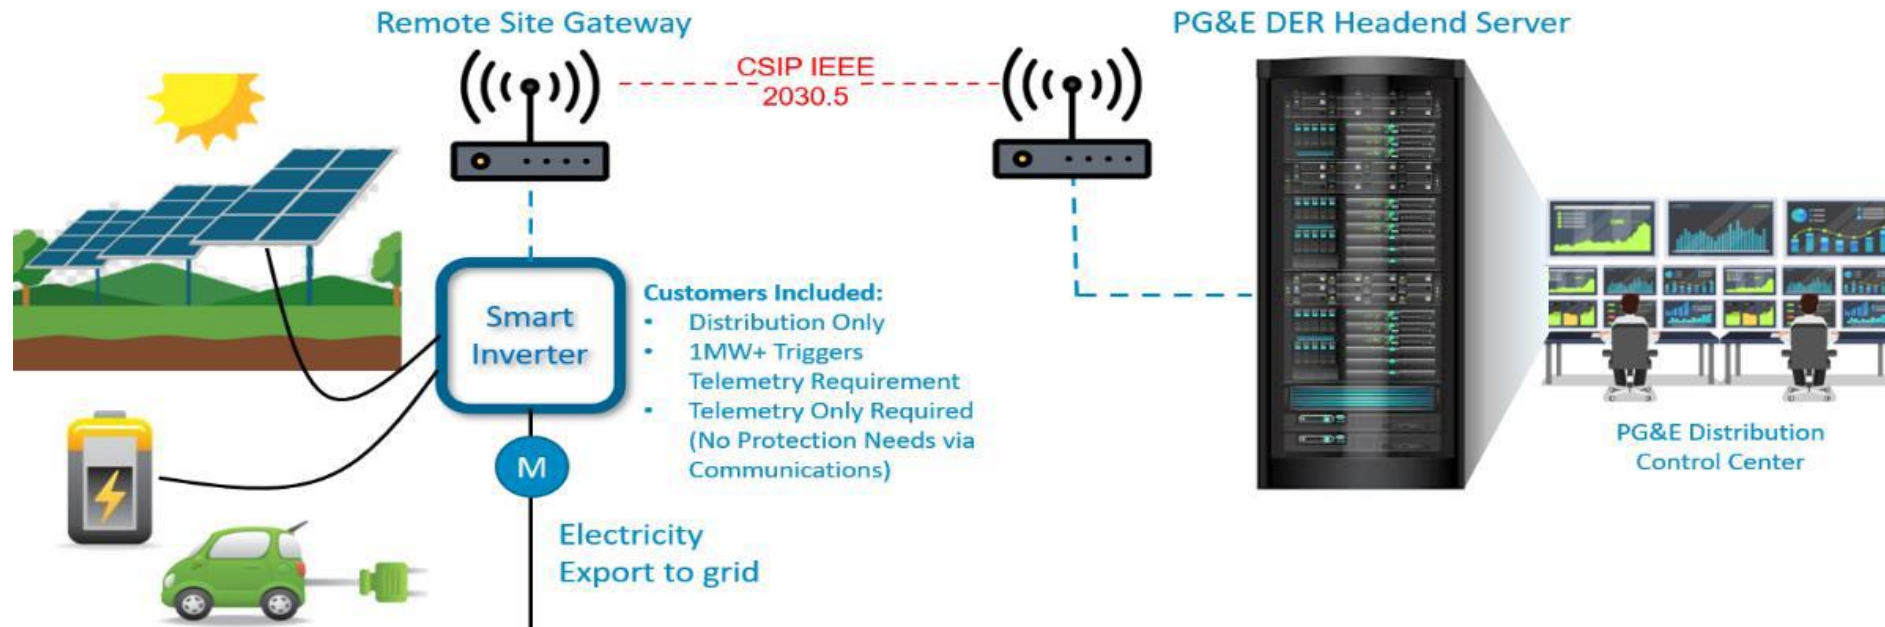 Remote Site Gateway
PG&E DER Headend Server
CSIP IEEE
2030.5
Smart
Inverter
Customers Included:
• Distribution Only
• 1MW+ Triggers
Telemetry Requirement
• Telemetry Only Required
(No Protection Needs via
Communications)
M
Electricity
Export to grid
PG&E Distribution
Control Center